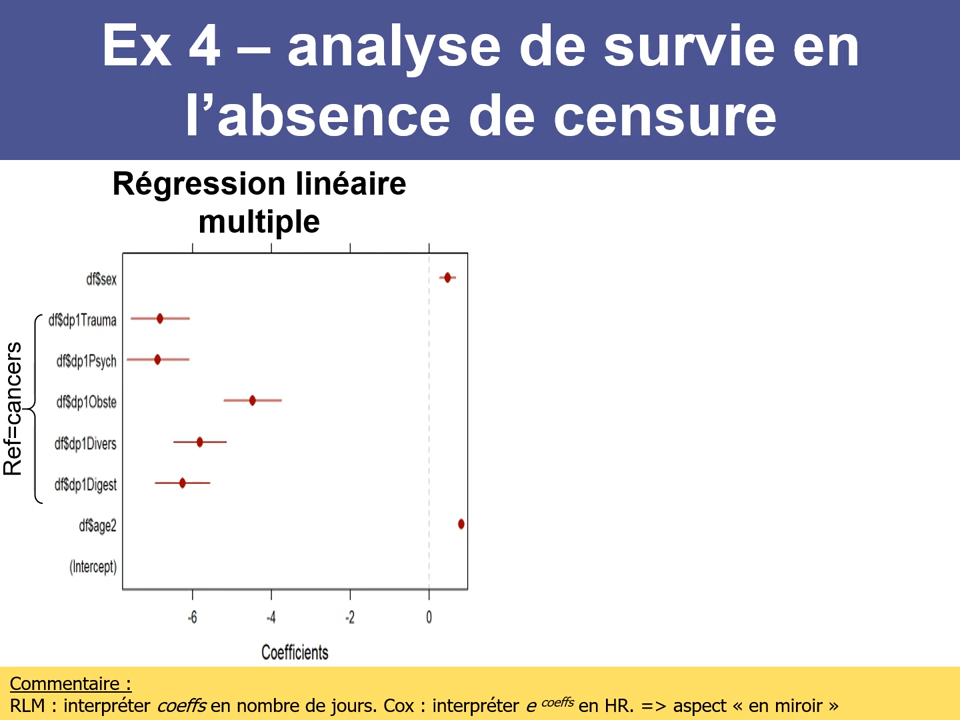 Ex 4 – analyse de survie en
l’absence de censure
Régression linéaire
multiple
df$sex
df$dp1Trauma
df$dp1Psych
df$dp1Obste
df$dp1Divers
df$dp1Digest
df$age2
(Intercept)
Ref=cancers
-6 -4 -2 0
Coefficients
Commentaire :
RLM : interpréter coeffs en nombre de jours. Cox : interpréter e coeffs en HR. => aspect « en miroir »